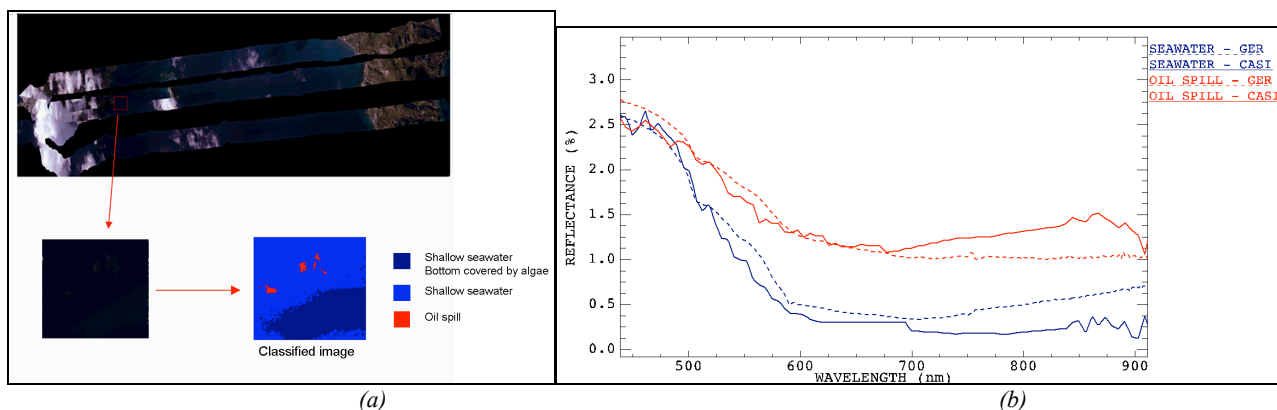 Shallow seawater
Bottom covered by algae
Shallow seawater
Oil spill
Classified image
(a)
SEAWATER - GER
SEAWATER - CASI
OIL SPILL - GER
OIL SPILL - CASI
REFLECTANCE (%)
3.0
2.5
2.0
1.5
1.0
0.5
0.0
500
600
700
800
900
WAVELENGTH (nm)
(b)